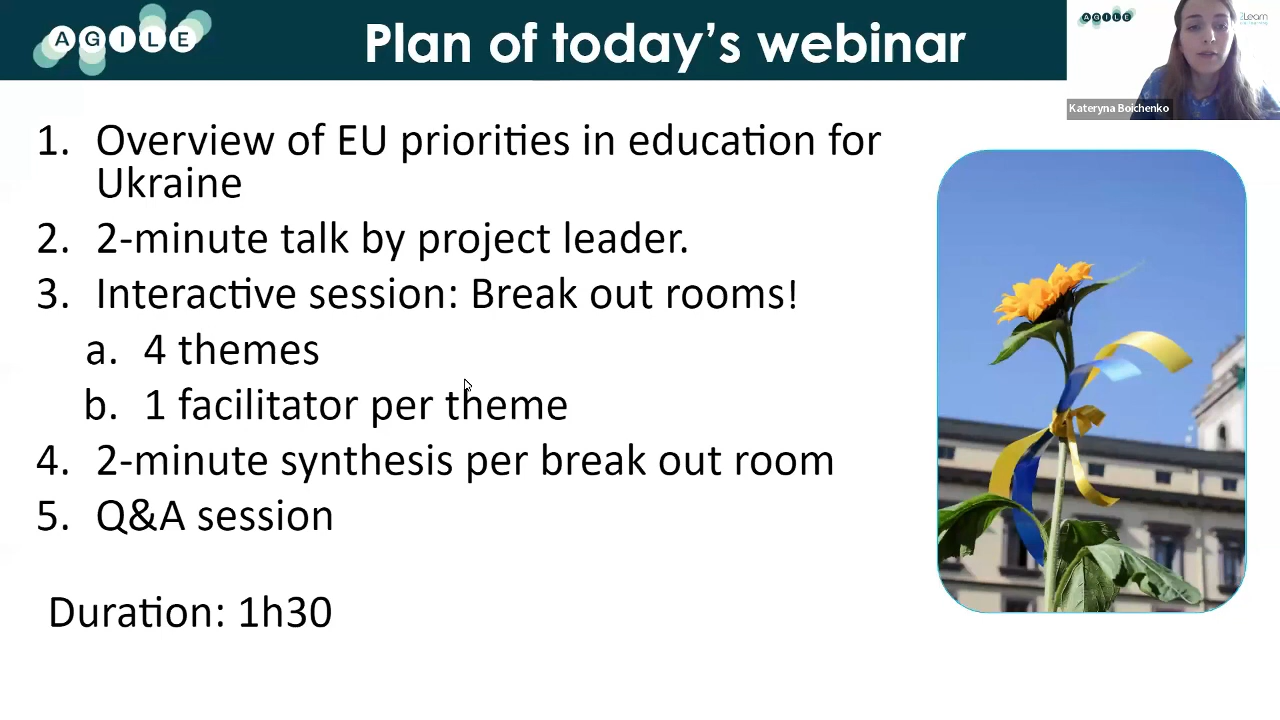 AGILE
Plan of today's webinar
AGILE
Learn
Kateryna Boichenko
1. Overview of EU priorities in education for
Ukraine
2. 2-minute talk by project leader.
3. Interactive session: Break out rooms!
a. 4 themes
b. 1 facilitator per theme
4. 2-minute synthesis per break out room
5. Q&A session
Duration: 1h30